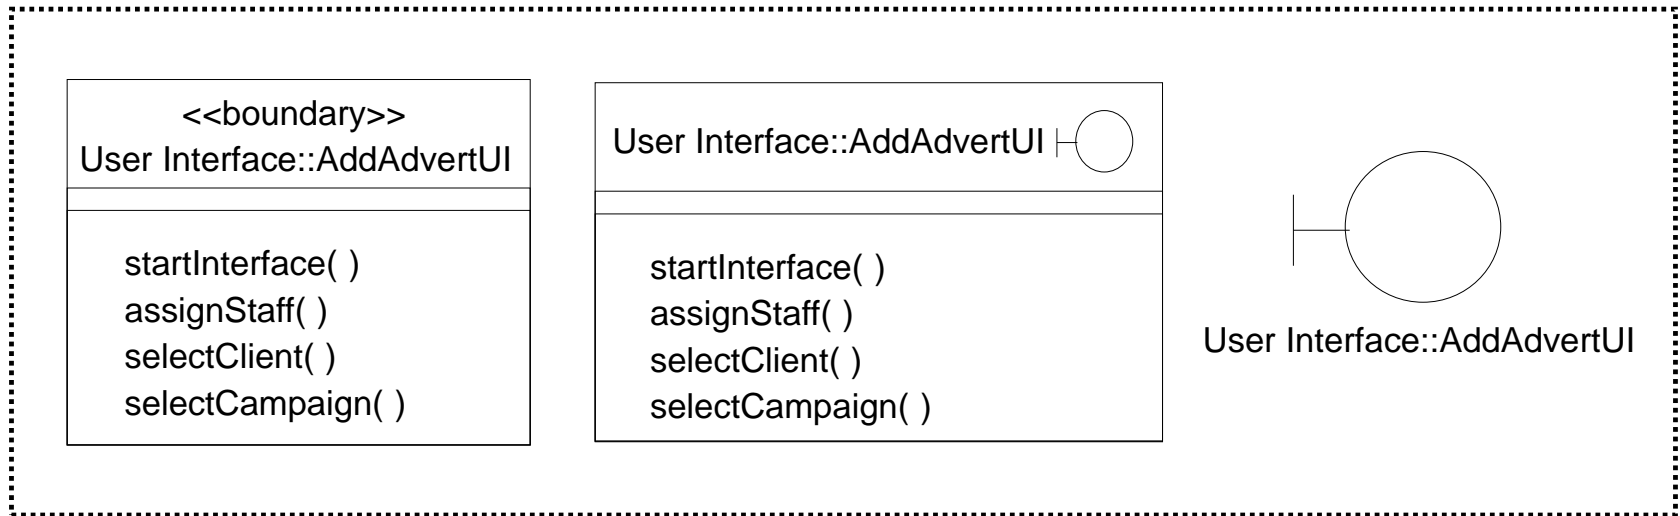 <<boundary>>
User Interface::AddAdvertUI
startInterface( )
assignStaff( )
selectClient( )
selectCampaign( )
User Interface::AddAdvertUI
startInterface( )
assignStaff( )
selectClient( )
selectCampaign( )
User Interface::AddAdvertUI